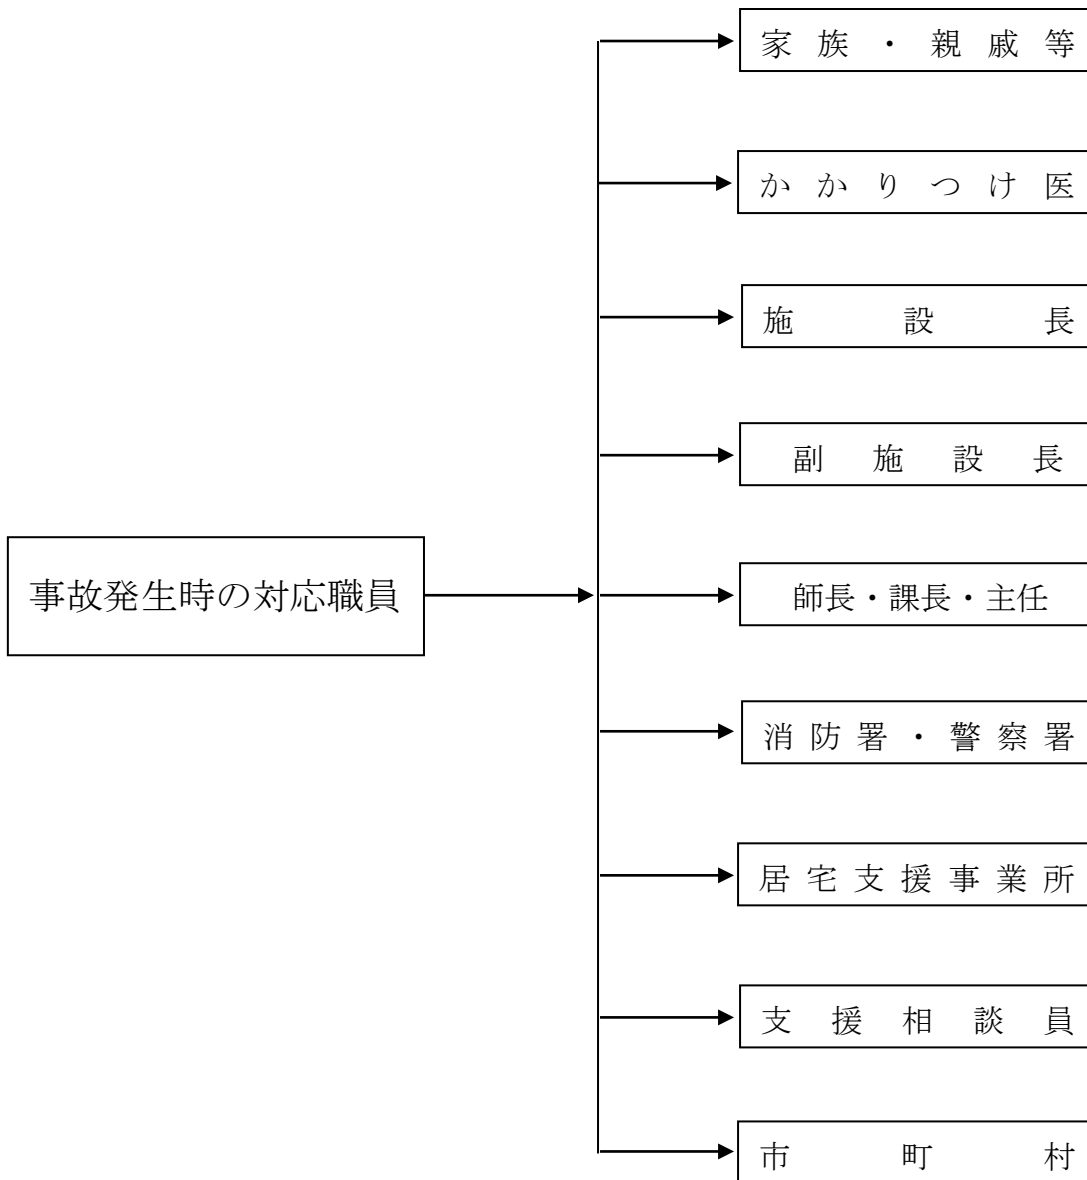 家族・親戚等
かかりつけ医
施設長
副施設長
事故発生時の対応職員
師長・課長・主任
消防署・警察署
居宅支援事業所
支援相談員
市町村